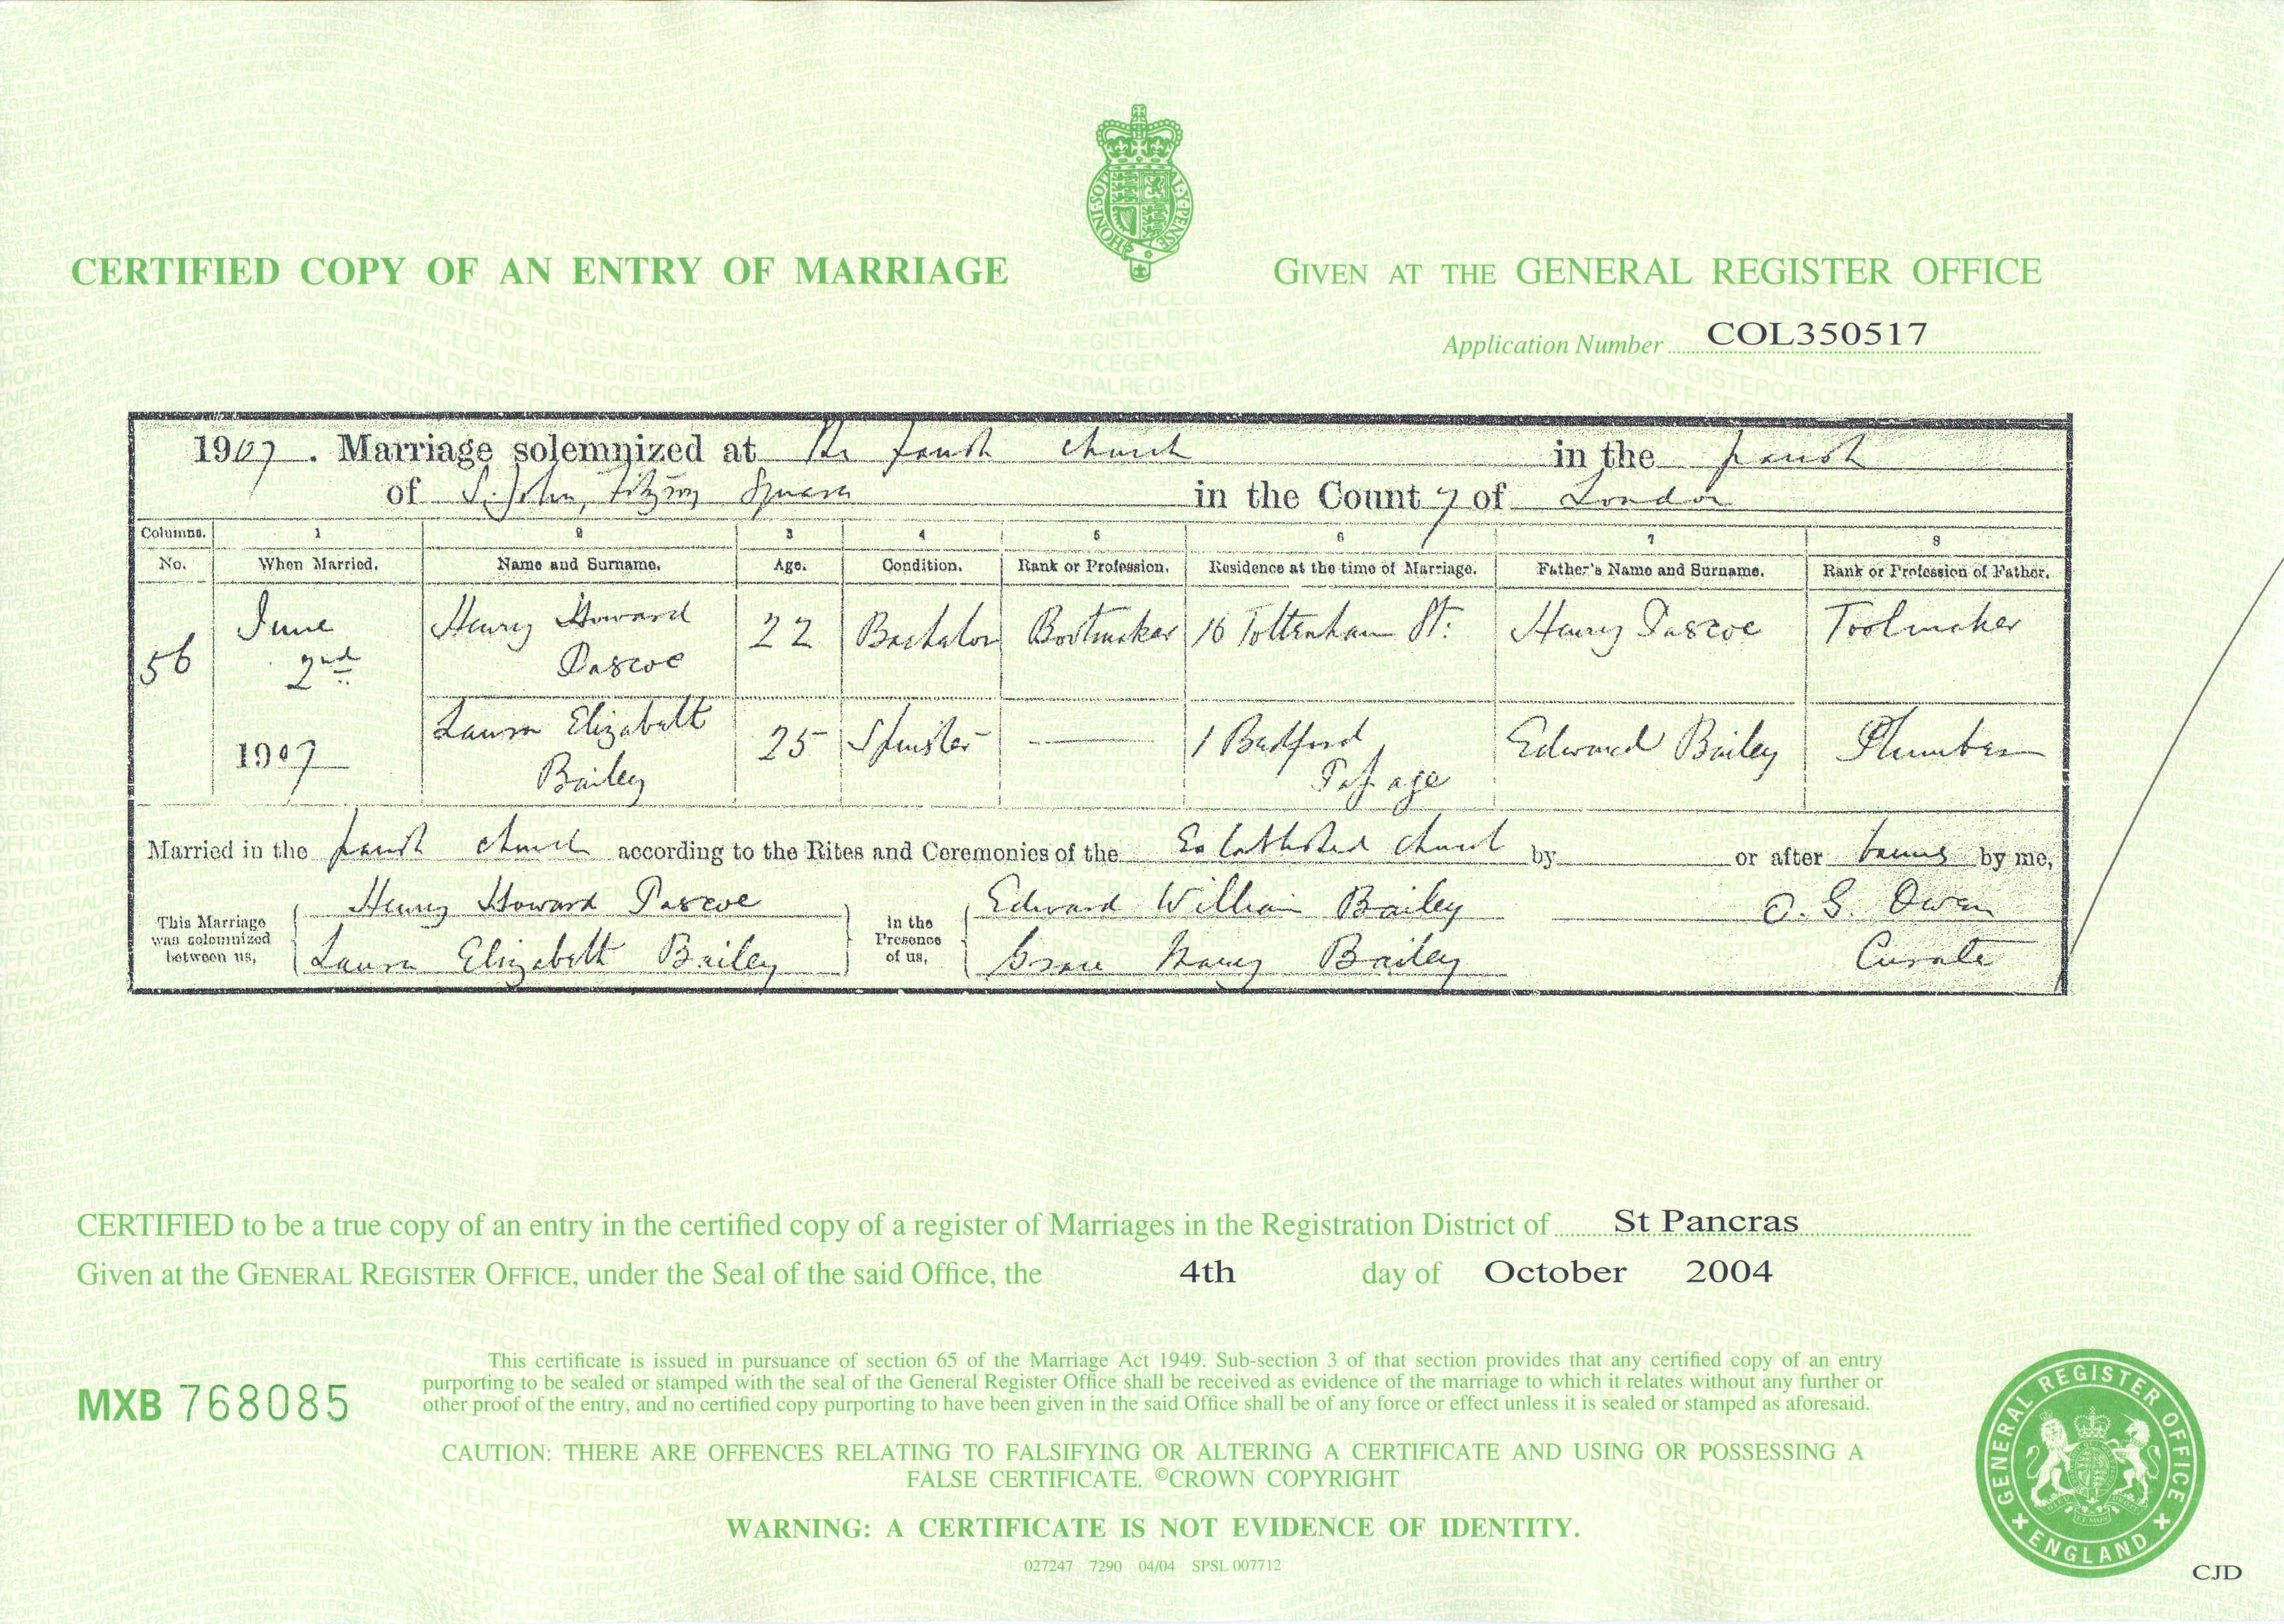 HONI·SOIT·QUI·MAL·Y·PENSE
CERTIFIED COPY OF AN ENTRY OF MARRIAGE
GIVEN AT THE GENERAL REGISTER OFFICE
Application Number COL350517
1907. Marriage solemnized at the parish church in the parish
of S. John, Fitzroy Square in the County of London
Columns. 1 2 3 4 5 6 7 8
No. When Married. Name and Surname. Age. Condition. Rank or Profession. Residence at the time of Marriage. Father's Name and Surname. Rank or Profession of Father.
56 June 2nd 1907 Henry Howard Pascoe 22 Bachelor Bootmaker 16 Tottenham St: Henry Pascoe Toolmaker
Laura Elizabeth Bailey 25 Spinster — 1 Bedford Passage Edward Bailey Plumber
Married in the parish church according to the Rites and Ceremonies of the Established Church by or after banns by me,
This Marriage was solemnized between us, Henry Howard Pascoe in the Presence of us, Edward William Bailey O. S. Owen
Laura Elizabeth Bailey Grace Mary Bailey Curate
CERTIFIED to be a true copy of an entry in the certified copy of a register of Marriages in the Registration District of St Pancras
Given at the GENERAL REGISTER OFFICE, under the Seal of the said Office, the 4th day of October 2004
MXB 768085
This certificate is issued in pursuance of section 65 of the Marriage Act 1949. Sub-section 3 of that section provides that any certified copy of an entry
purporting to be sealed or stamped with the seal of the General Register Office shall be received as evidence of the marriage to which it relates without any further or
other proof of the entry, and no certified copy purporting to have been given in the said Office shall be of any force or effect unless it is sealed or stamped as aforesaid.
CAUTION: THERE ARE OFFENCES RELATING TO FALSIFYING OR ALTERING A CERTIFICATE AND USING OR POSSESSING A
FALSE CERTIFICATE. ©CROWN COPYRIGHT
WARNING: A CERTIFICATE IS NOT EVIDENCE OF IDENTITY.
027247 7290 04/04 SPSL 007712
GENERAL REGISTER OFFICE
ENGLAND
CJD